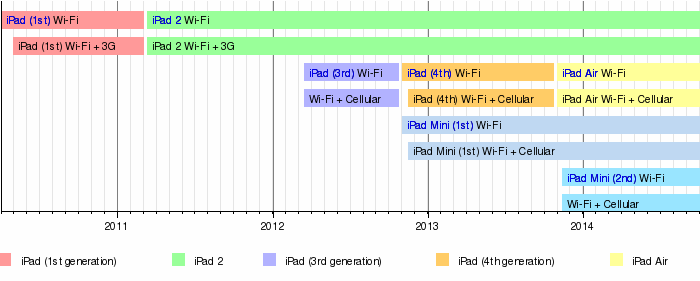 iPad (1st) Wi-Fi iPad 2 Wi-Fi
iPad (1st) Wi-Fi + 3G iPad 2 Wi-Fi + 3G
iPad (3rd) Wi-Fi iPad (4th) Wi-Fi iPad Air Wi-Fi
Wi-Fi + Cellular iPad (4th) Wi-Fi + Cellular iPad Air Wi-Fi + Cellular
iPad Mini (1st) Wi-Fi
iPad Mini (1st) Wi-Fi + Cellular
iPad Mini (2nd) Wi-Fi
Wi-Fi + Cellular
2011 2012 2013 2014
iPad (1st generation) iPad 2 iPad (3rd generation) iPad (4th generation) iPad Air